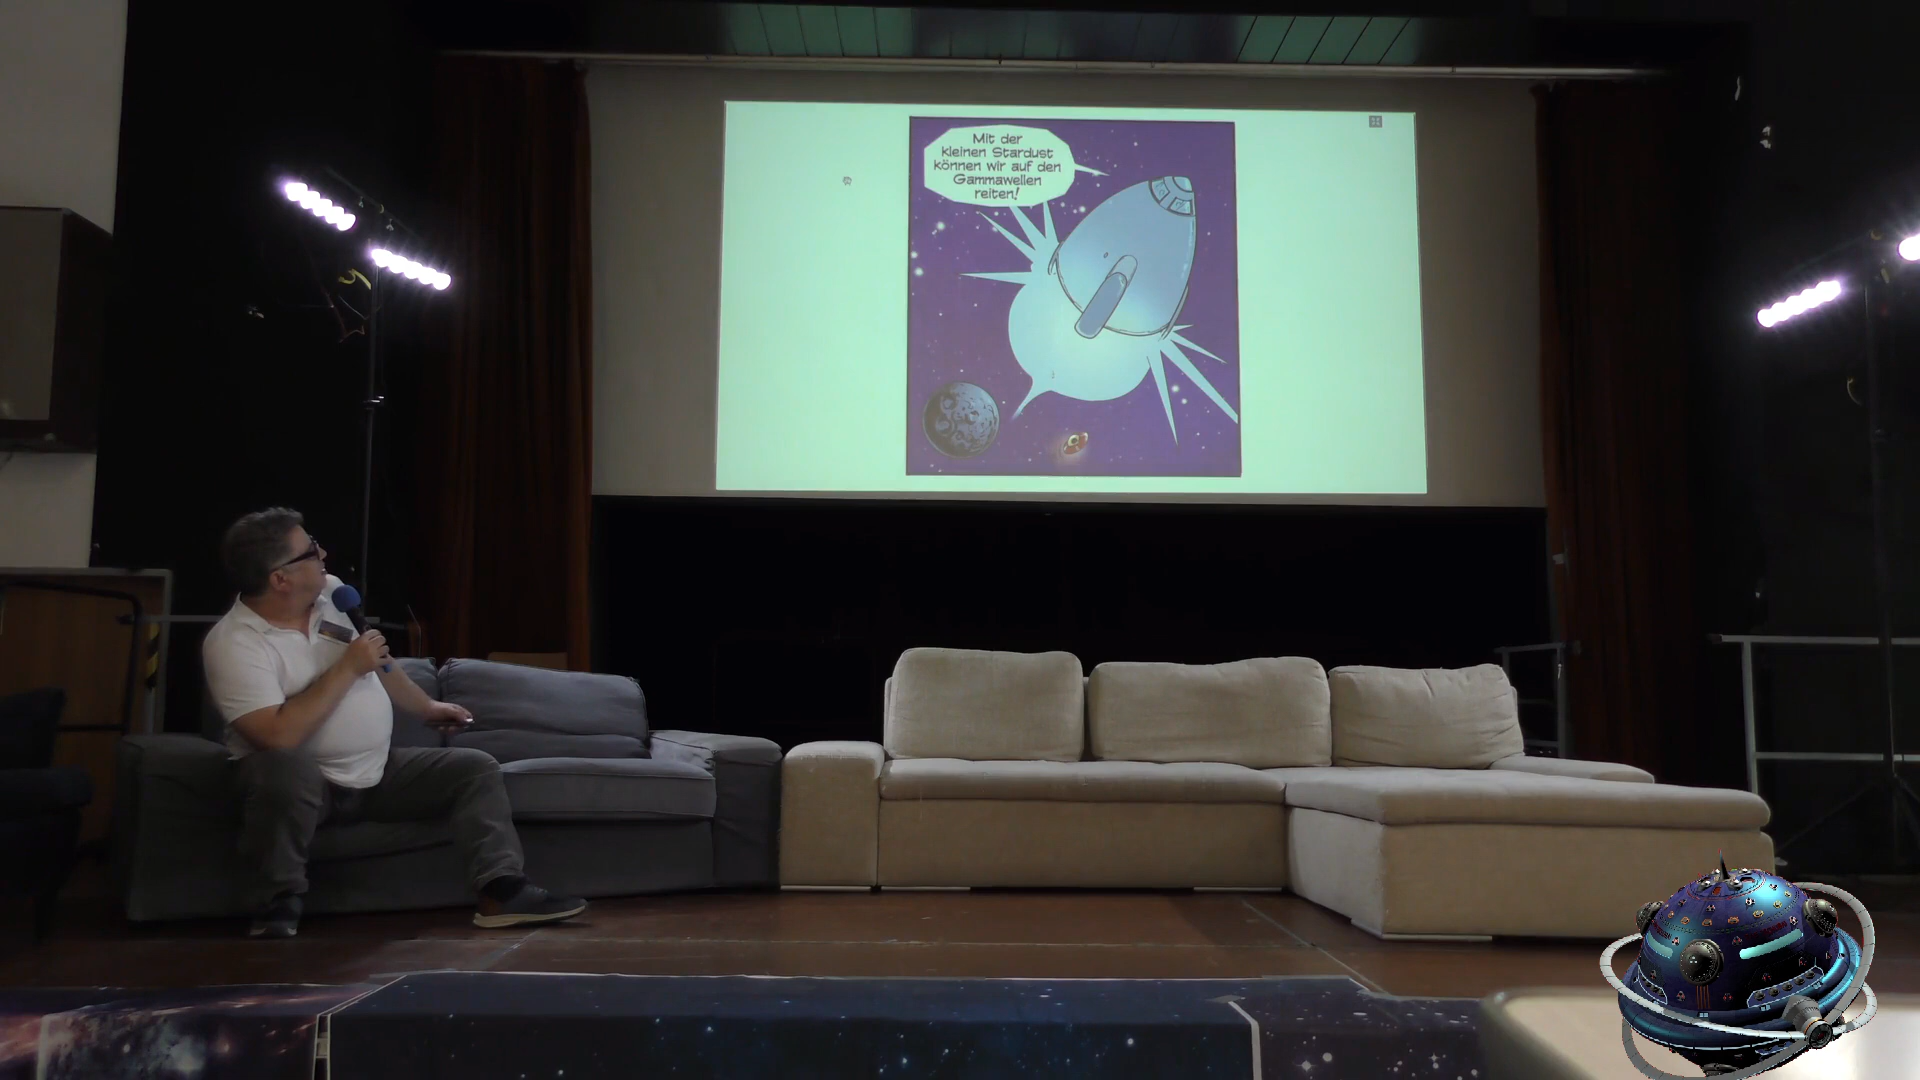 Mit der
kleinen Stardust
können wir auf den
Gammawellen
reiten!